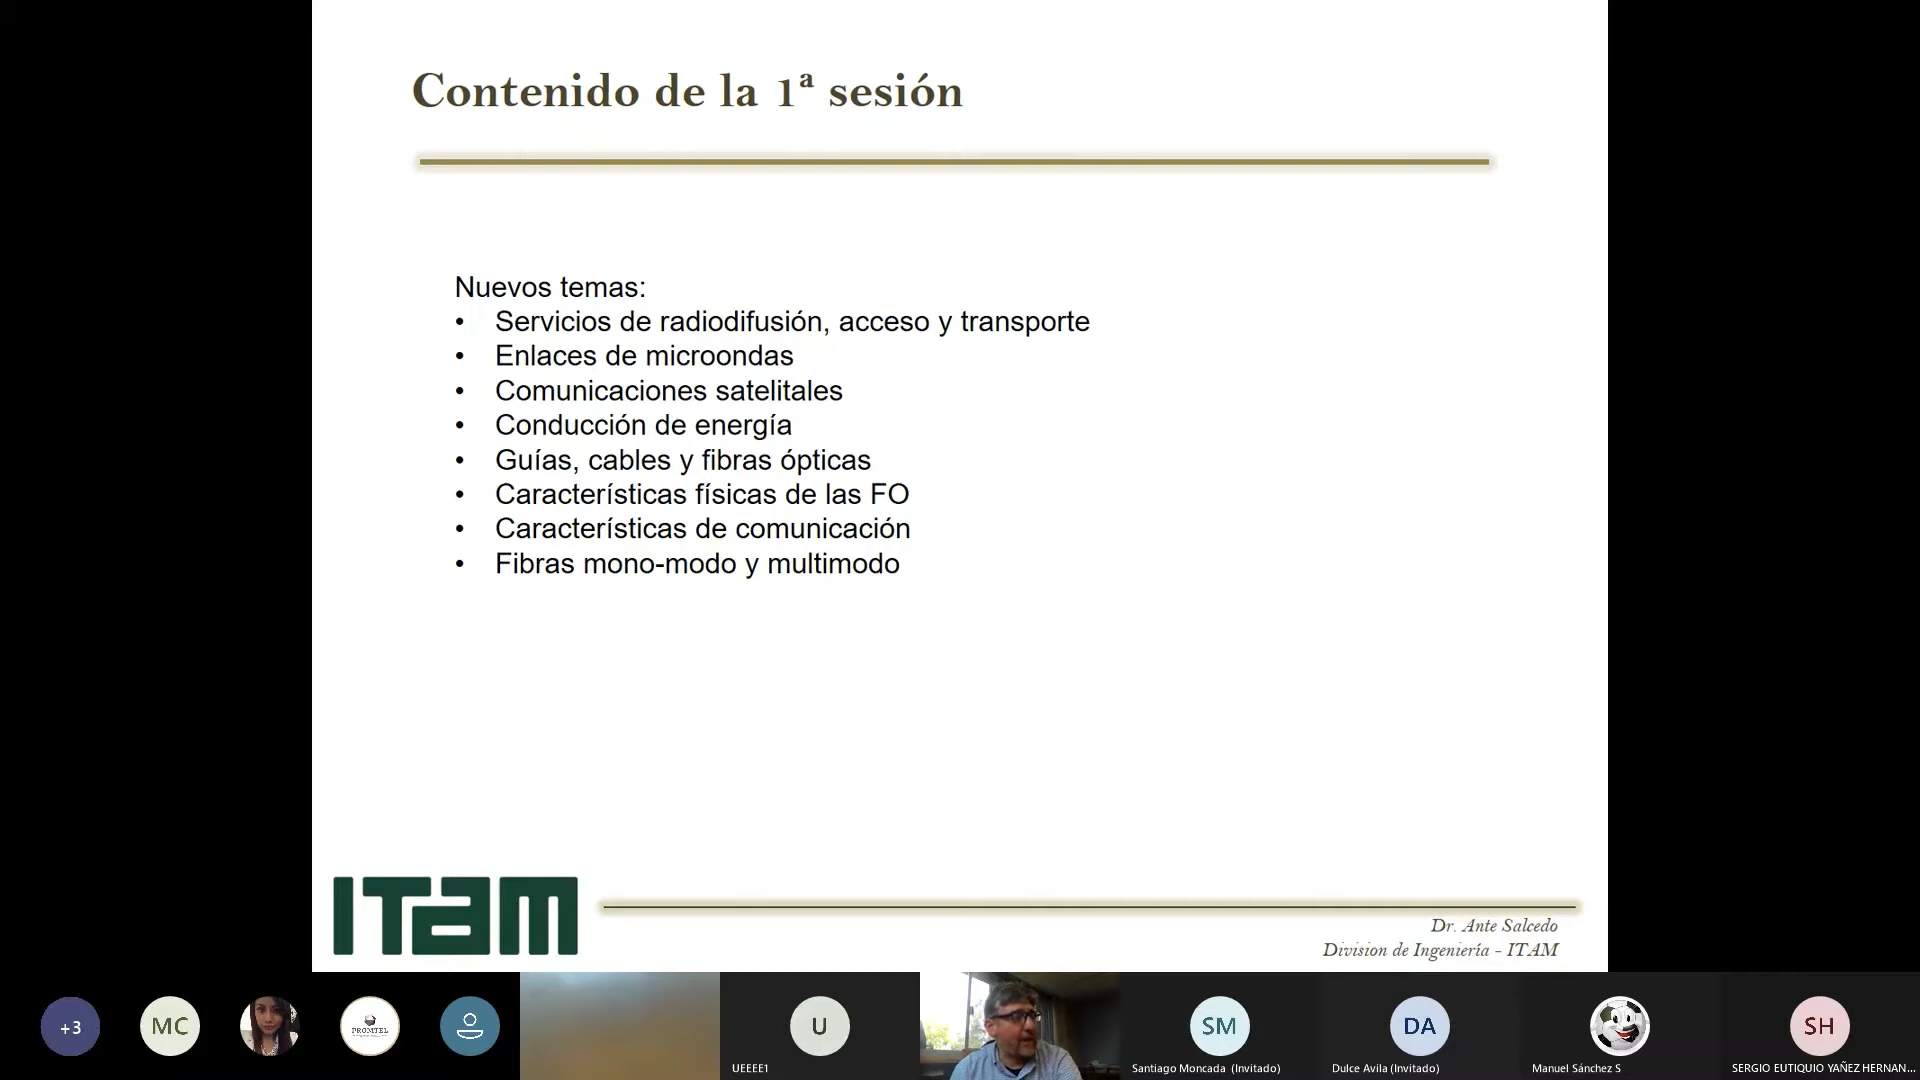 Contenido de la 1ª sesión
Nuevos temas:
• Servicios de radiodifusión, acceso y transporte
• Enlaces de microondas
• Comunicaciones satelitales
• Conducción de energía
• Guías, cables y fibras ópticas
• Características físicas de las FO
• Características de comunicación
• Fibras mono-modo y multimodo
ITAM
Dr. Ante Salcedo
Division de Ingeniería - ITAM
+3
MC
PROMTEL
U
UEEEE1
SM
Santiago Moncada (Invitado)
DA
Dulce Avila (Invitado)
Manuel Sánchez S
SH
SERGIO EUTIQUIO YAÑEZ HERNAN...